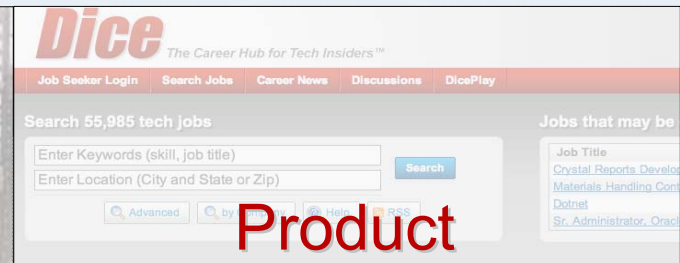 Dice The Career Hub for Tech Insiders™
Job Seeker Login Search Jobs Career News Discussions DicePlay
Search 55,985 tech jobs Jobs that may be
Enter Keywords (skill, job title)
Enter Location (City and State or Zip)
Search
Job Title
Crystal Reports Develop
Materials Handling Cont
Dotnet
Sr. Administrator, Oracl
Advanced by Company Help RSS
Product